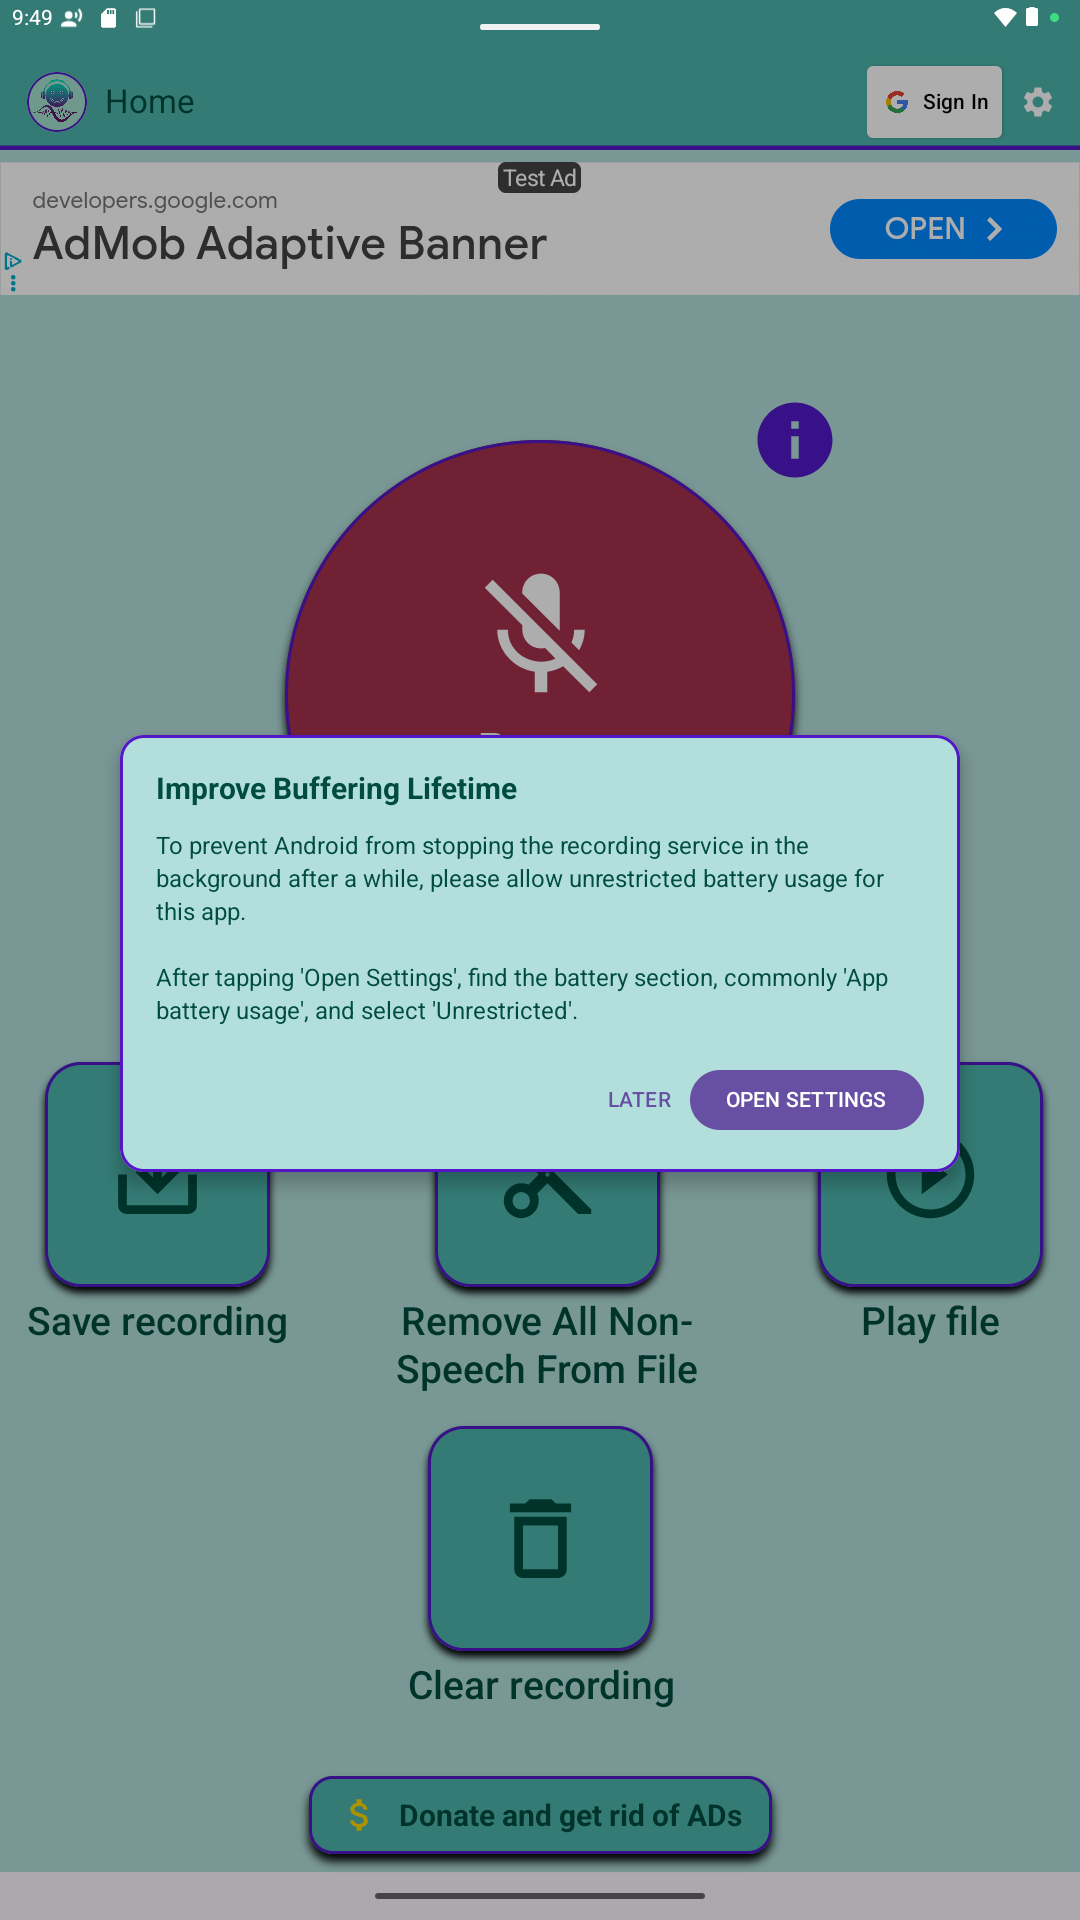 9:49
Home
Sign In
Test Ad
developers.google.com
AdMob Adaptive Banner
OPEN
Improve Buffering Lifetime
To prevent Android from stopping the recording service in the
background after a while, please allow unrestricted battery usage for
this app.
After tapping 'Open Settings', find the battery section, commonly 'App
battery usage', and select 'Unrestricted'.
LATER
OPEN SETTINGS
Save recording
Remove All Non-
Speech From File
Play file
Clear recording
$ Donate and get rid of ADs